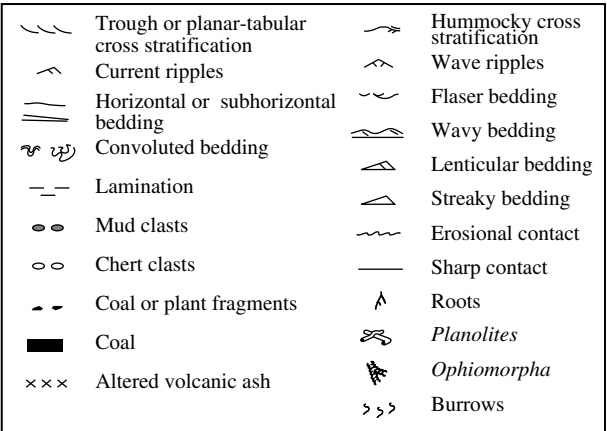 Trough or planar-tabular
cross stratification
Current ripples
Horizontal or subhorizontal
bedding
Convoluted bedding
Lamination
Mud clasts
Chert clasts
Coal or plant fragments
Coal
Altered volcanic ash
Hummocky cross
stratification
Wave ripples
Flaser bedding
Wavy bedding
Lenticular bedding
Streaky bedding
Erosional contact
Sharp contact
Roots
Planolites
Ophiomorpha
Burrows